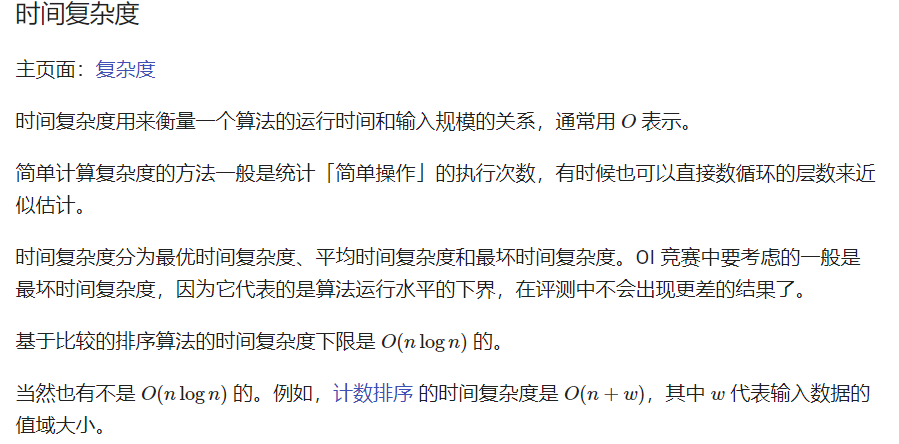 时间复杂度
主页面：复杂度
时间复杂度用来衡量一个算法的运行时间和输入规模的关系，通常用 O 表示。
简单计算复杂度的方法一般是统计「简单操作」的执行次数，有时候也可以直接数循环的层数来近
似估计。
时间复杂度分为最优时间复杂度、平均时间复杂度和最坏时间复杂度。OI 竞赛中要考虑的一般是
最坏时间复杂度，因为它代表的是算法运行水平的下界，在评测中不会出现更差的结果了。
基于比较的排序算法的时间复杂度下限是 O(n log n) 的。
当然也有不是 O(n log n) 的。例如，计数排序 的时间复杂度是 O(n + w)，其中 w 代表输入数据的
值域大小。